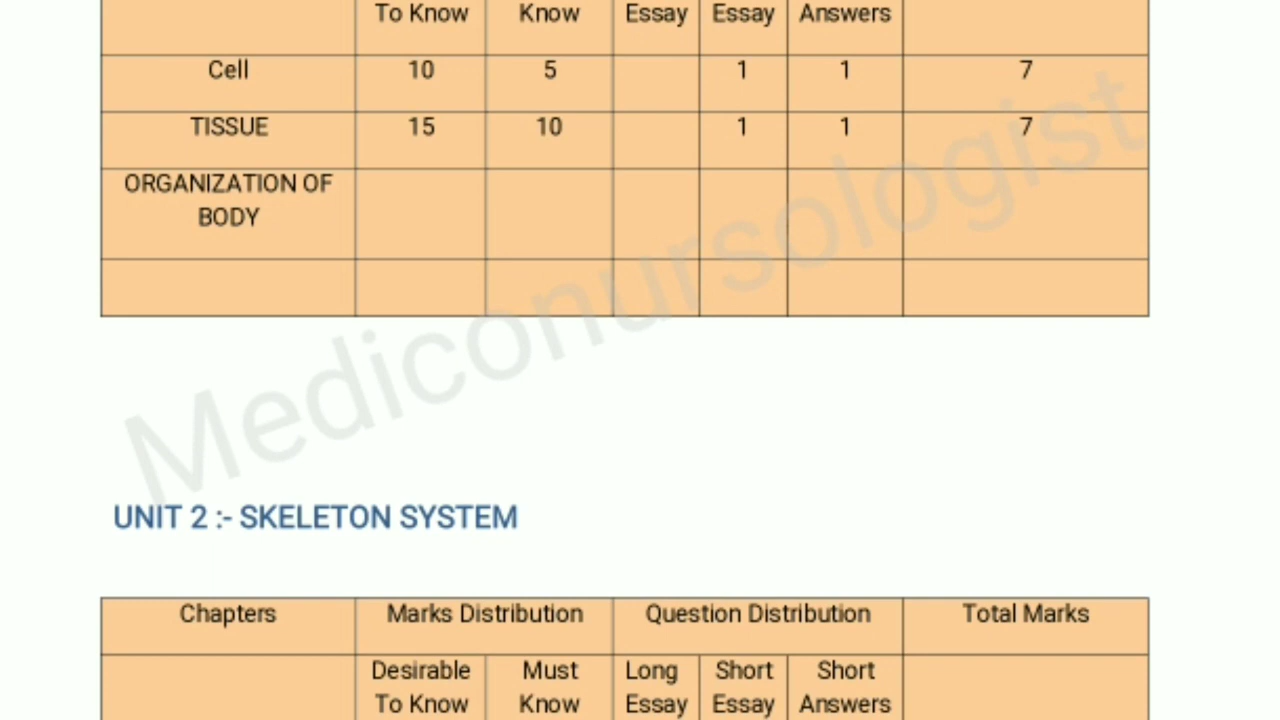 To Know Know Essay Essay Answers
Cell 10 5 1 1 7
TISSUE 15 10 1 1 7
ORGANIZATION OF
BODY
Mediconursologist
UNIT 2 :- SKELETON SYSTEM
Chapters Marks Distribution Question Distribution Total Marks
Desirable Must Long Short Short
To Know Know Essay Essay Answers